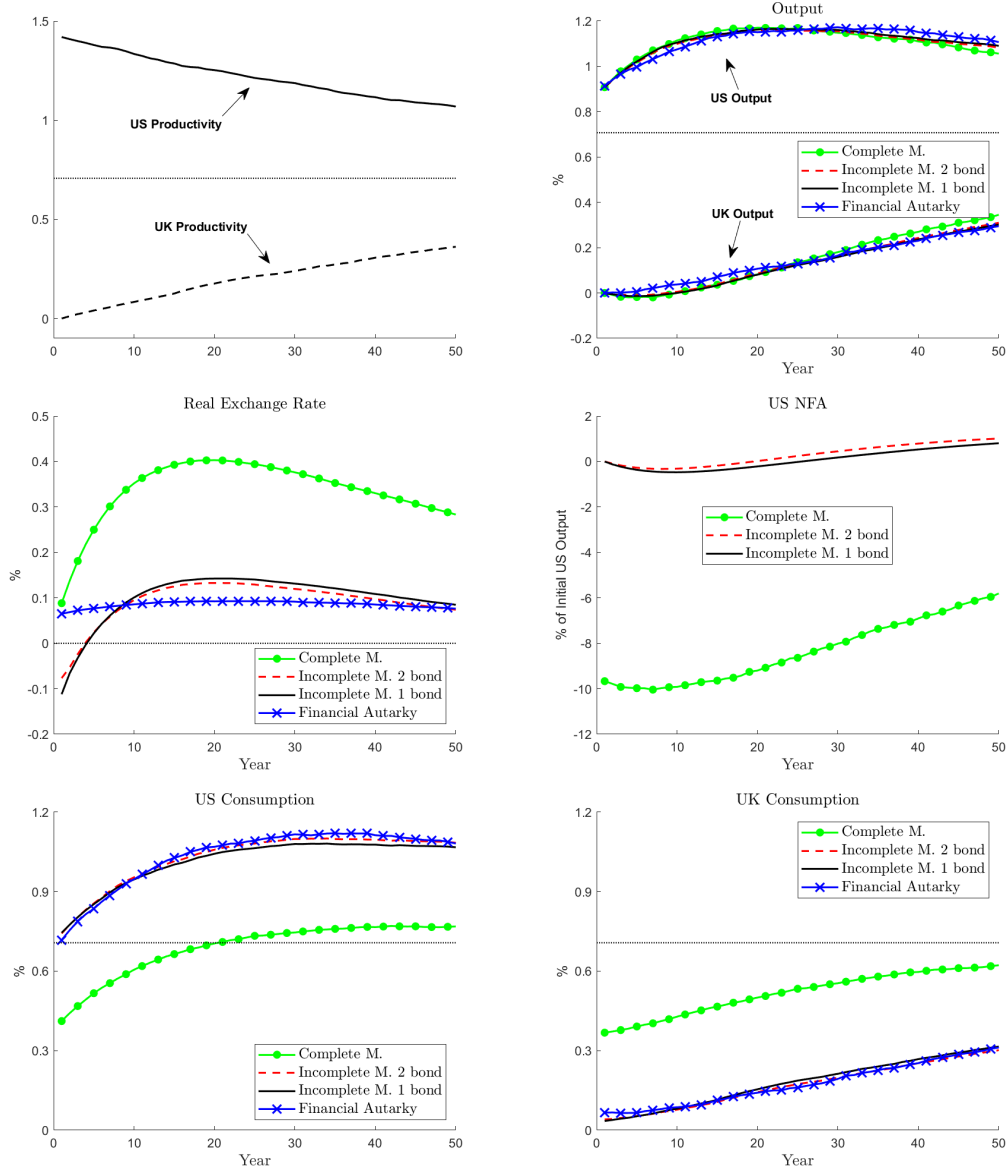 1.5
1
0.5
0
US Productivity
UK Productivity
0 10 20 30 40 50
Output
1.2
1
0.8
0.6
0.4
0.2
0
-0.2
%
US Output
Complete M.
Incomplete M. 2 bond
Incomplete M. 1 bond
Financial Autarky
UK Output
0 10 20 30 40 50
Year
Real Exchange Rate
0.5
0.4
0.3
0.2
0.1
0
-0.1
-0.2
%
Complete M.
Incomplete M. 2 bond
Incomplete M. 1 bond
Financial Autarky
0 10 20 30 40 50
Year
US NFA
2
0
-2
-4
-6
-8
-10
-12
% of Initial US Output
Complete M.
Incomplete M. 2 bond
Incomplete M. 1 bond
0 10 20 30 40 50
Year
US Consumption
1.2
0.9
0.6
0.3
0
%
Complete M.
Incomplete M. 2 bond
Incomplete M. 1 bond
Financial Autarky
0 10 20 30 40 50
Year
UK Consumption
1.2
0.9
0.6
0.3
0
%
Complete M.
Incomplete M. 2 bond
Incomplete M. 1 bond
Financial Autarky
0 10 20 30 40 50
Year